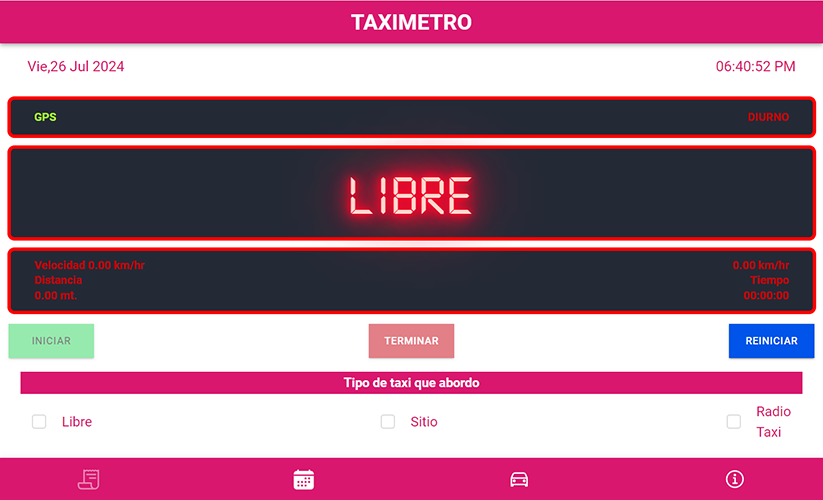 TAXIMETRO
Vie,26 Jul 2024 06:40:52 PM
GPS DIURNO
LIBRE
Velocidad 0.00 km/hr 0.00 km/hr
Distancia Tiempo
0.00 mt. 00:00:00
INICIAR TERMINAR REINICIAR
Tipo de taxi que abordo
Libre Sitio Radio
Taxi